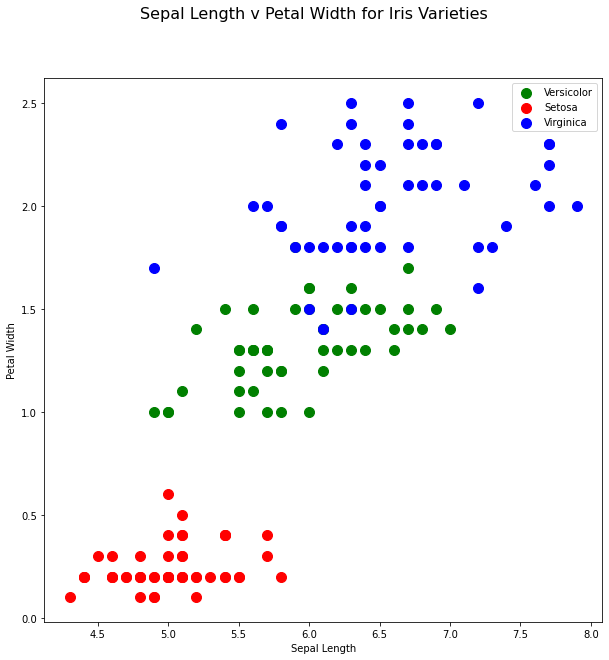 Sepal Length v Petal Width for Iris Varieties
Versicolor
Setosa
Virginica
2.5
2.0
1.5
1.0
0.5
0.0
Petal Width
4.5 5.0 5.5 6.0 6.5 7.0 7.5 8.0
Sepal Length